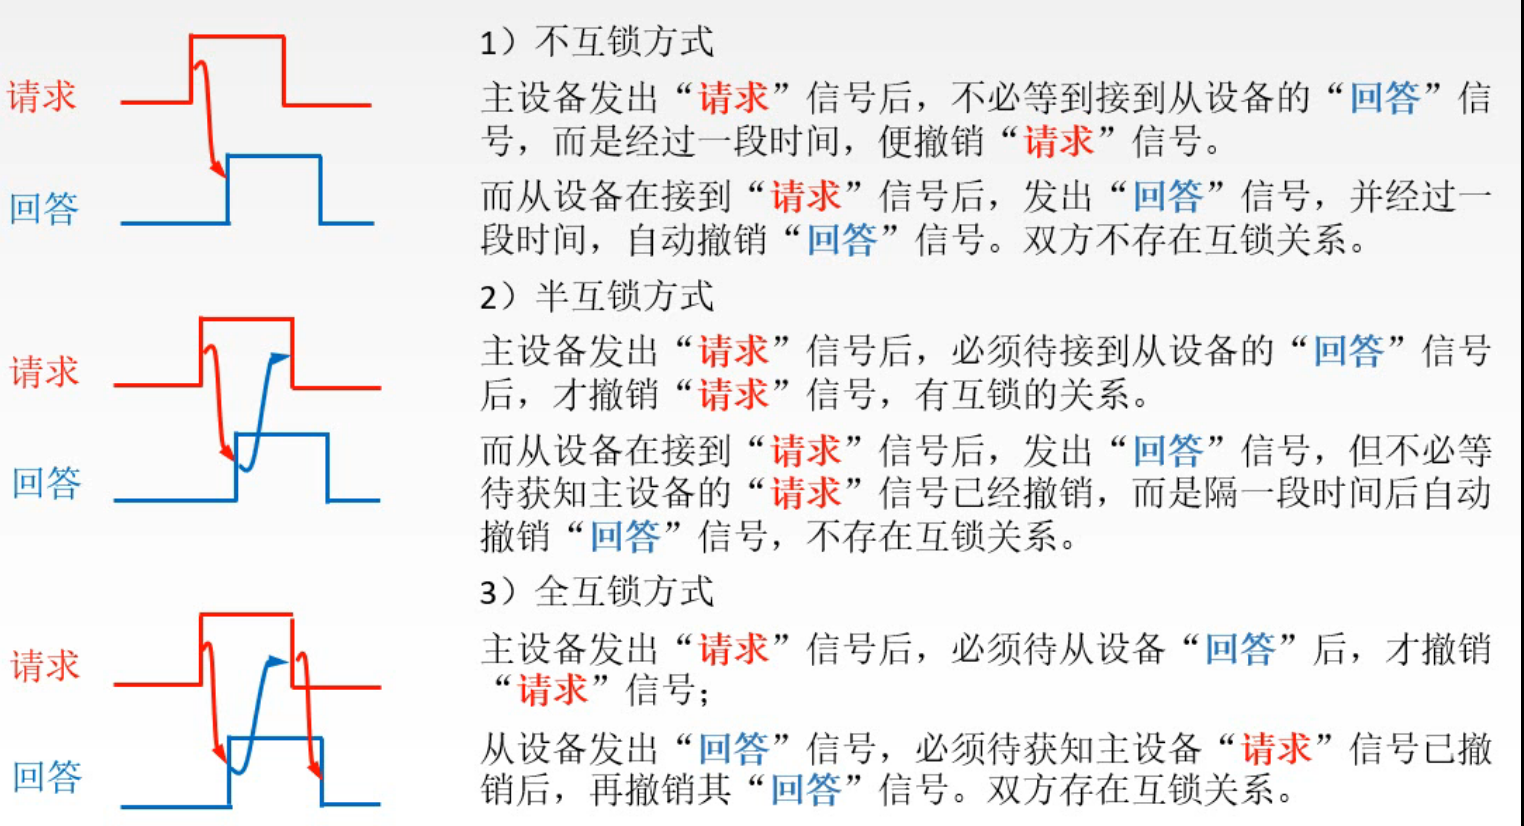 1）不互锁方式
请求
主设备发出“请求”信号后，不必等到接到从设备的“回答”信
号，而是经过一段时间，便撤销“请求”信号。
回答
而从设备在接到“请求”信号后，发出“回答”信号，并经过一
段时间，自动撤销“回答”信号。双方不存在互锁关系。
2）半互锁方式
请求
主设备发出“请求”信号后，必须待接到从设备的“回答”信号
后，才撤销“请求”信号，有互锁的关系。
回答
而从设备在接到“请求”信号后，发出“回答”信号，但不必等
待获知主设备的“请求”信号已经撤销，而是隔一段时间后自动
撤销“回答”信号，不存在互锁关系。
3）全互锁方式
请求
主设备发出“请求”信号后，必须待从设备“回答”后，才撤销
“请求”信号；
回答
从设备发出“回答”信号，必须待获知主设备“请求”信号已撤
销后，再撤销其“回答”信号。双方存在互锁关系。